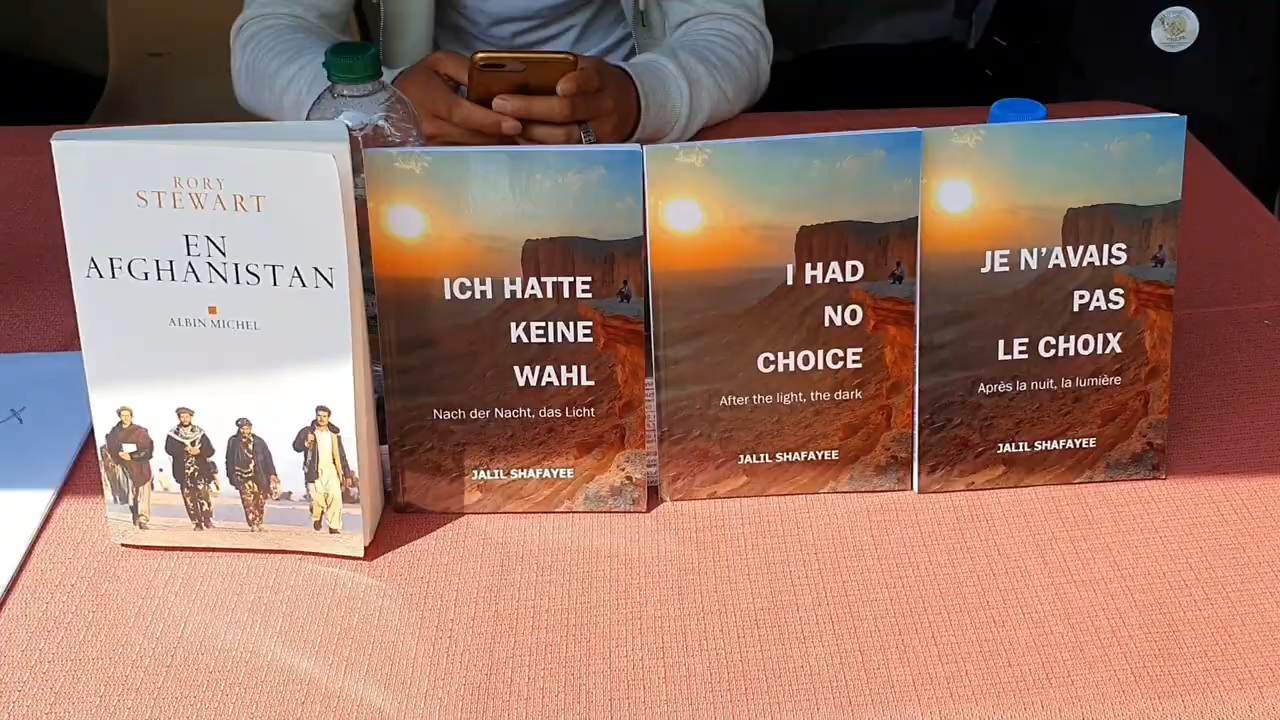 RORY
STEWART
EN
AFGHANISTAN
ALBIN MICHEL
ICH HATTE
KEINE
WAHL
Nach der Nacht, das Licht
JALIL SHAFAYEE
I HAD
NO
CHOICE
After the light, the dark
JALIL SHAFAYEE
JE N'AVAIS
PAS
LE CHOIX
Après la nuit, la lumière
JALIL SHAFAYEE